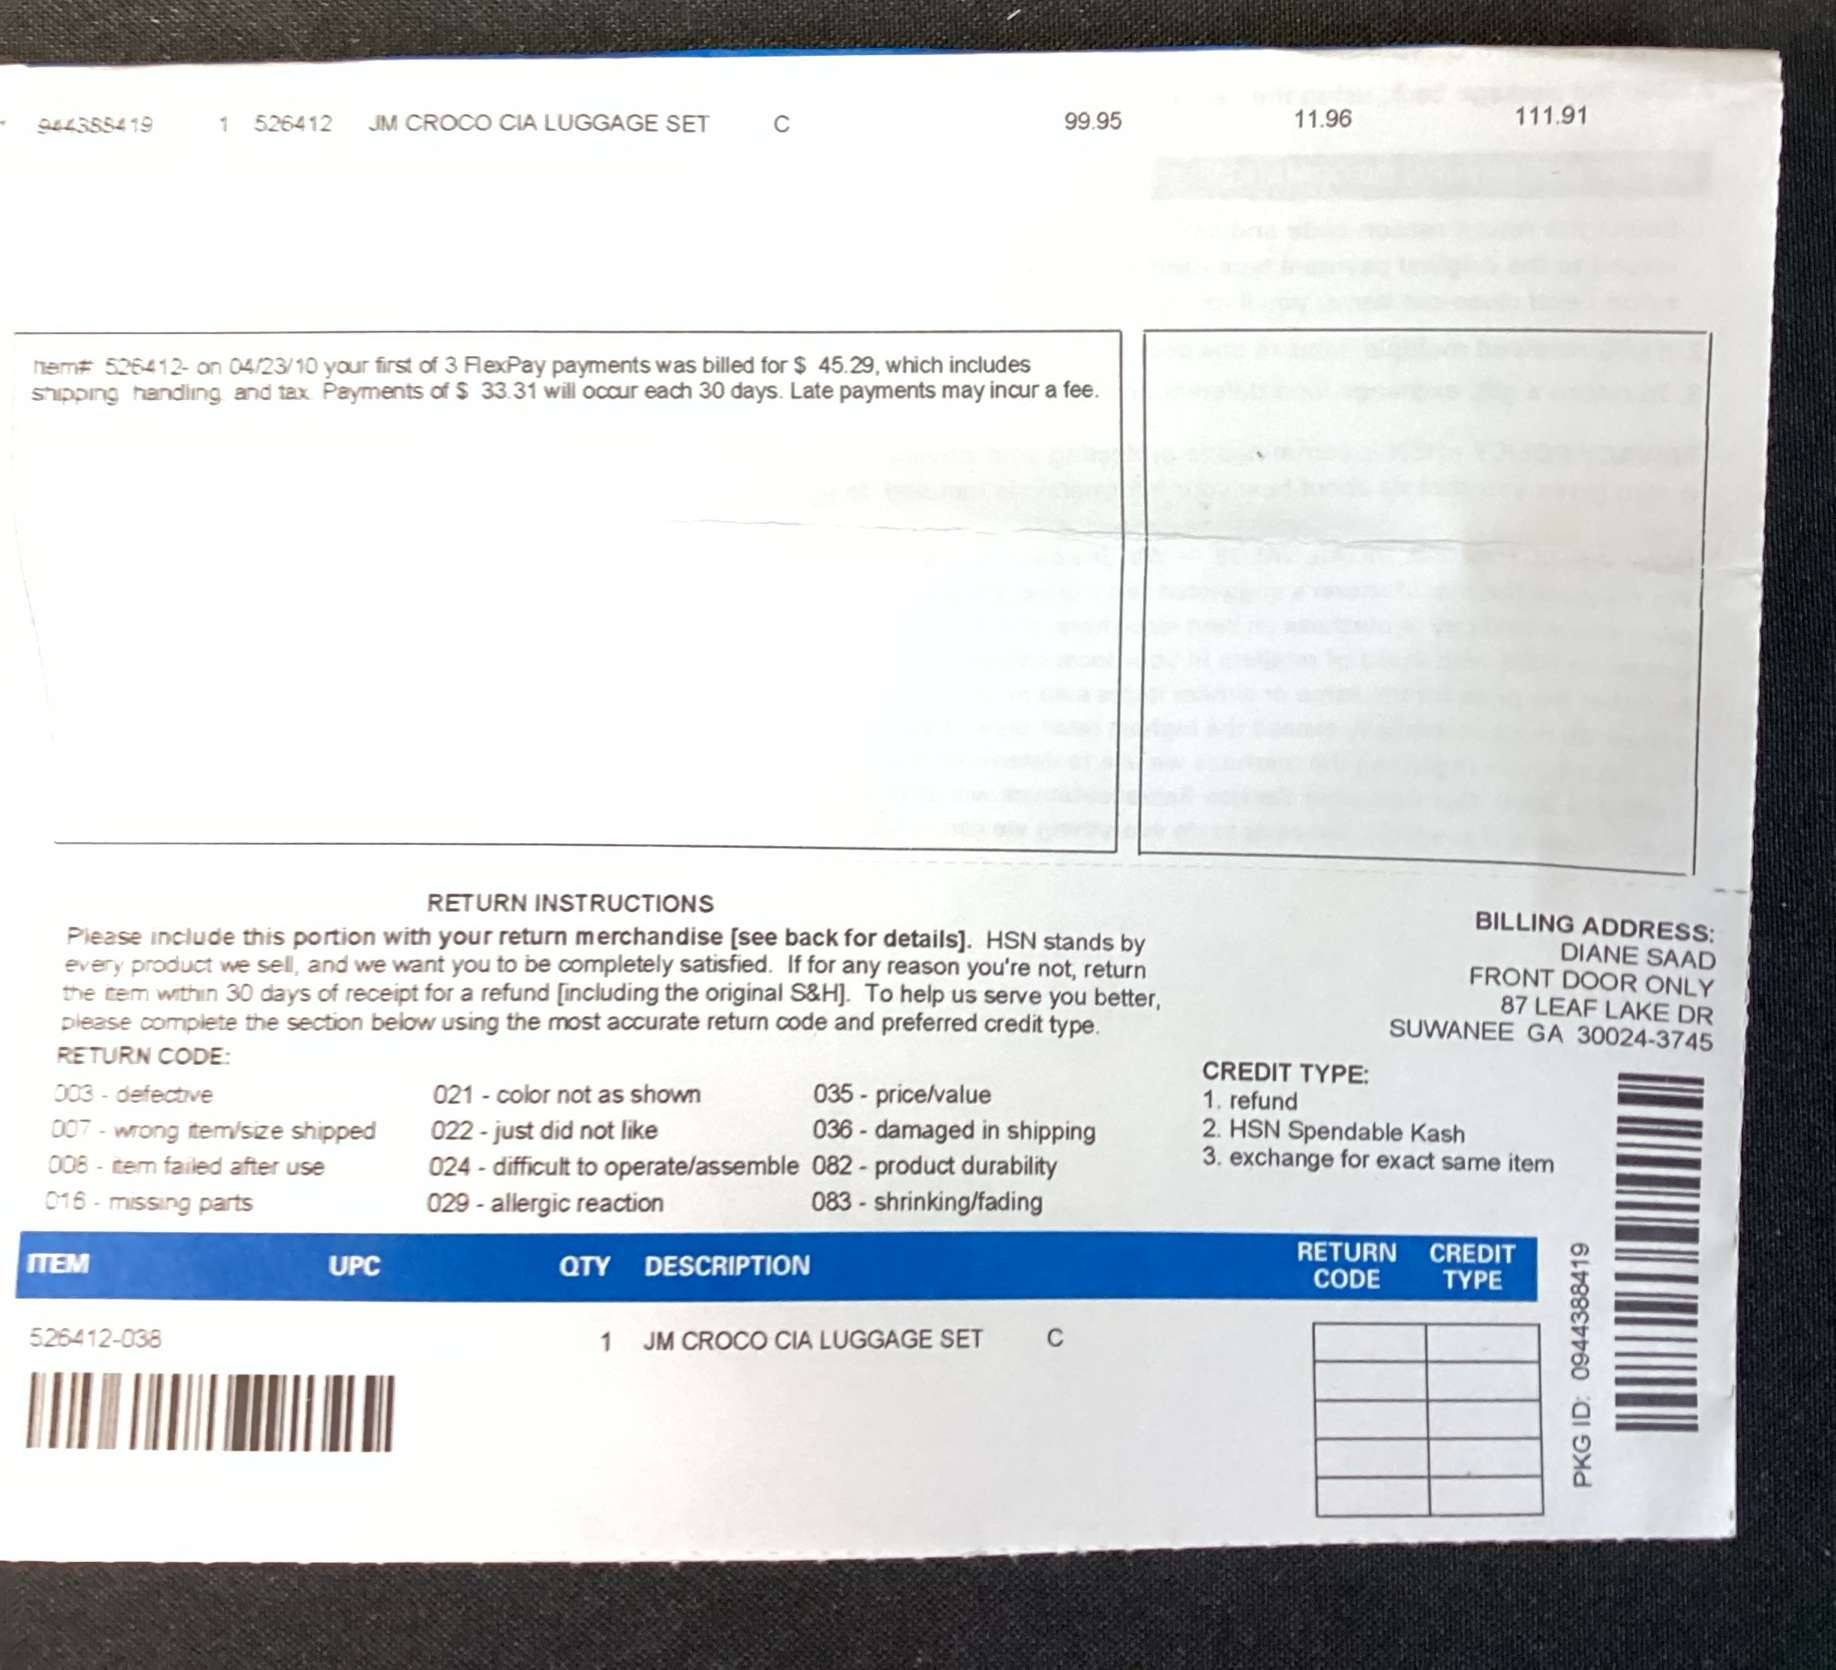 944388419 1 526412 JM CROCO CIA LUGGAGE SET C 99.95 11.96 111.91
Item# 526412- on 04/23/10 your first of 3 FlexPay payments was billed for $ 45.29, which includes
shipping handling and tax. Payments of $ 33.31 will occur each 30 days. Late payments may incur a fee.
RETURN INSTRUCTIONS
Please include this portion with your return merchandise [see back for details]. HSN stands by
every product we sell, and we want you to be completely satisfied. If for any reason you're not, return
the item within 30 days of receipt for a refund [including the original S&H]. To help us serve you better,
please complete the section below using the most accurate return code and preferred credit type.
BILLING ADDRESS:
DIANE SAAD
FRONT DOOR ONLY
87 LEAF LAKE DR
SUWANEE GA 30024-3745
RETURN CODE:
003 - defective 021 - color not as shown 035 - price/value
007 - wrong item/size shipped 022 - just did not like 036 - damaged in shipping
008 - item failed after use 024 - difficult to operate/assemble 082 - product durability
016 - missing parts 029 - allergic reaction 083 - shrinking/fading
CREDIT TYPE:
1. refund
2. HSN Spendable Kash
3. exchange for exact same item
ITEM UPC QTY DESCRIPTION RETURN CODE CREDIT TYPE
526412-038 1 JM CROCO CIA LUGGAGE SET C
PKG ID: 0944388419